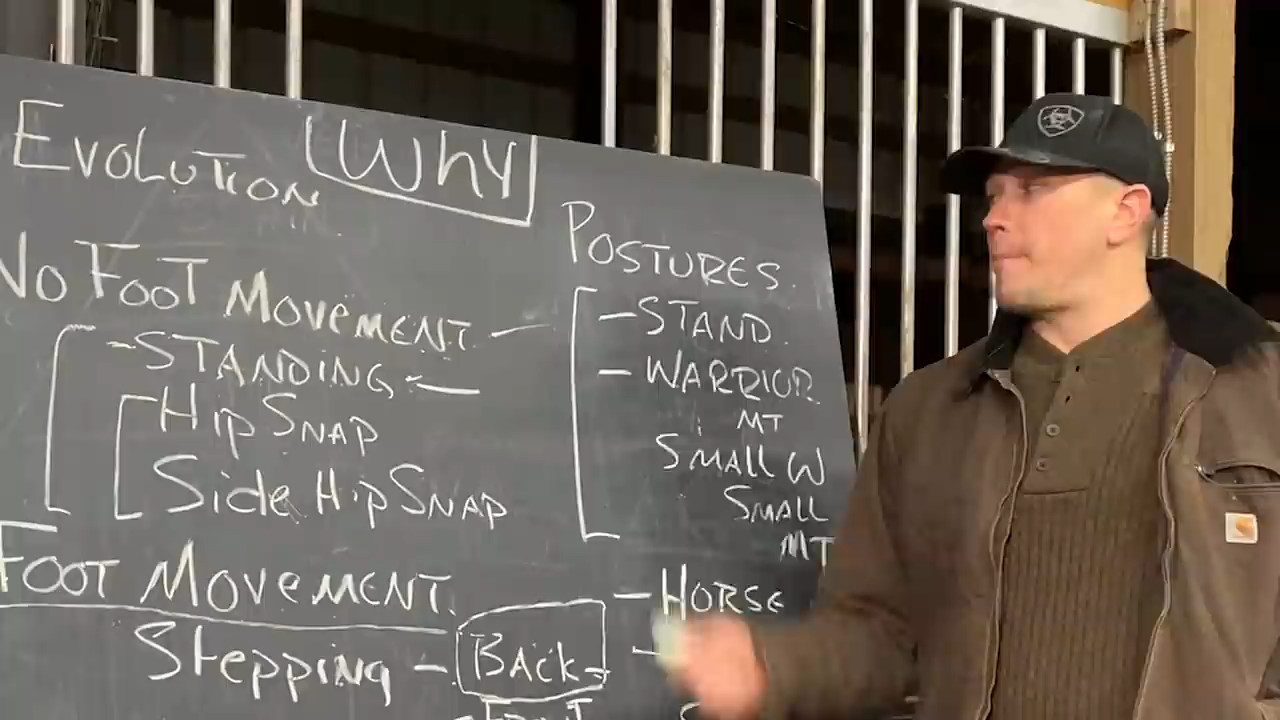 Evolution
Why
No Foot Movement —
-Standing ←
Hip Snap
Side Hip Snap
Foot Movement
Stepping - Back
- Front
Postures
- Stand
- Warrior
MT
Small W
Small
MT
- Horse